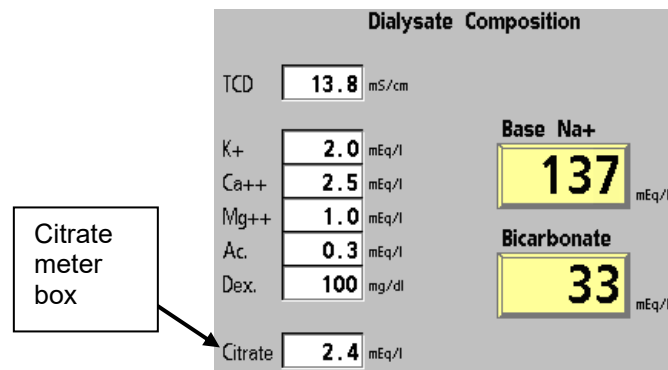 Dialysate Composition
TCD 13.8 mS/cm
Base Na+
K+ 2.0 mEq/l
137 mEq/l
Ca++ 2.5 mEq/l
Mg++ 1.0 mEq/l
Citrate
meter
box
Bicarbonate
Ac. 0.3 mEq/l
33 mEq/l
Dex. 100 mg/dl
Citrate 2.4 mEq/l